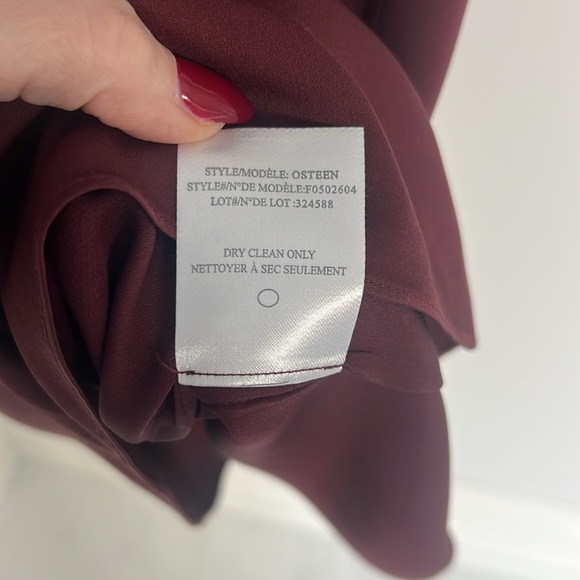 STYLE/MODÈLE: OSTEEN
STYLE#/N°DE MODÈLE:F0502604
LOT#/N°DE LOT :324588
DRY CLEAN ONLY
NETTOYER À SEC SEULEMENT